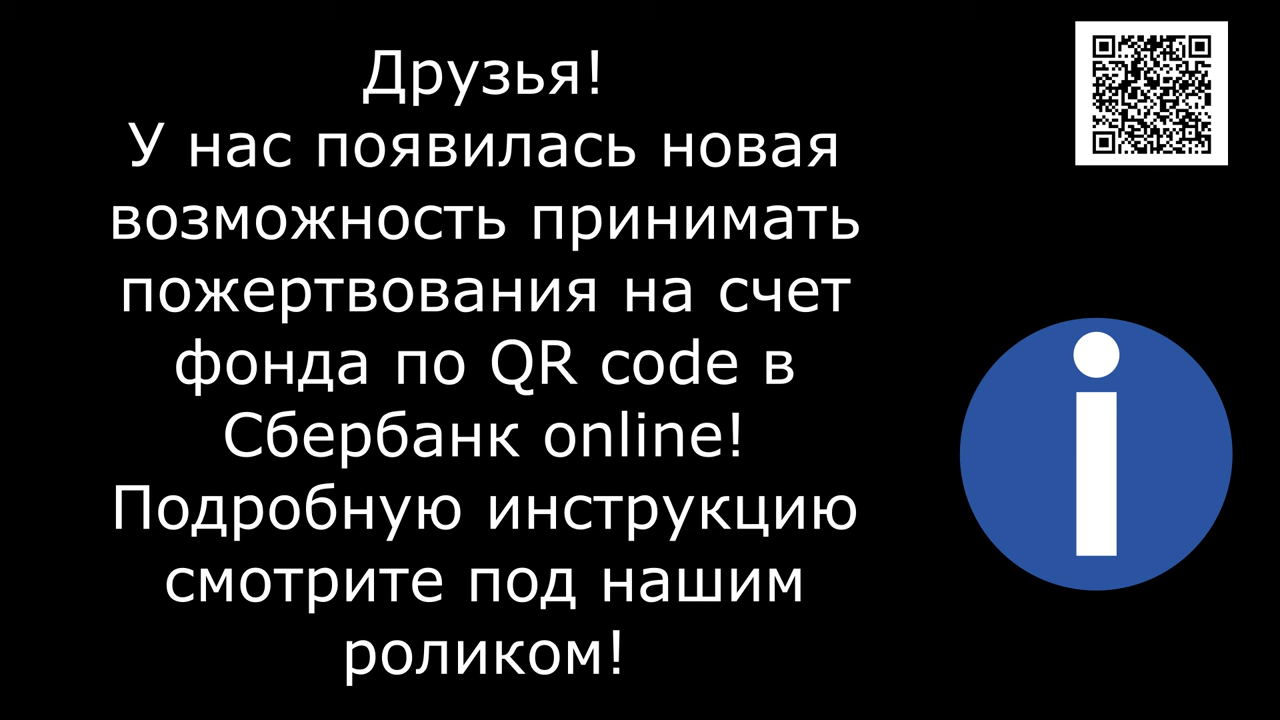 Друзья!
У нас появилась новая
возможность принимать
пожертвования на счет
фонда по QR code в
Сбербанк online!
Подробную инструкцию
смотрите под нашим
роликом!
i